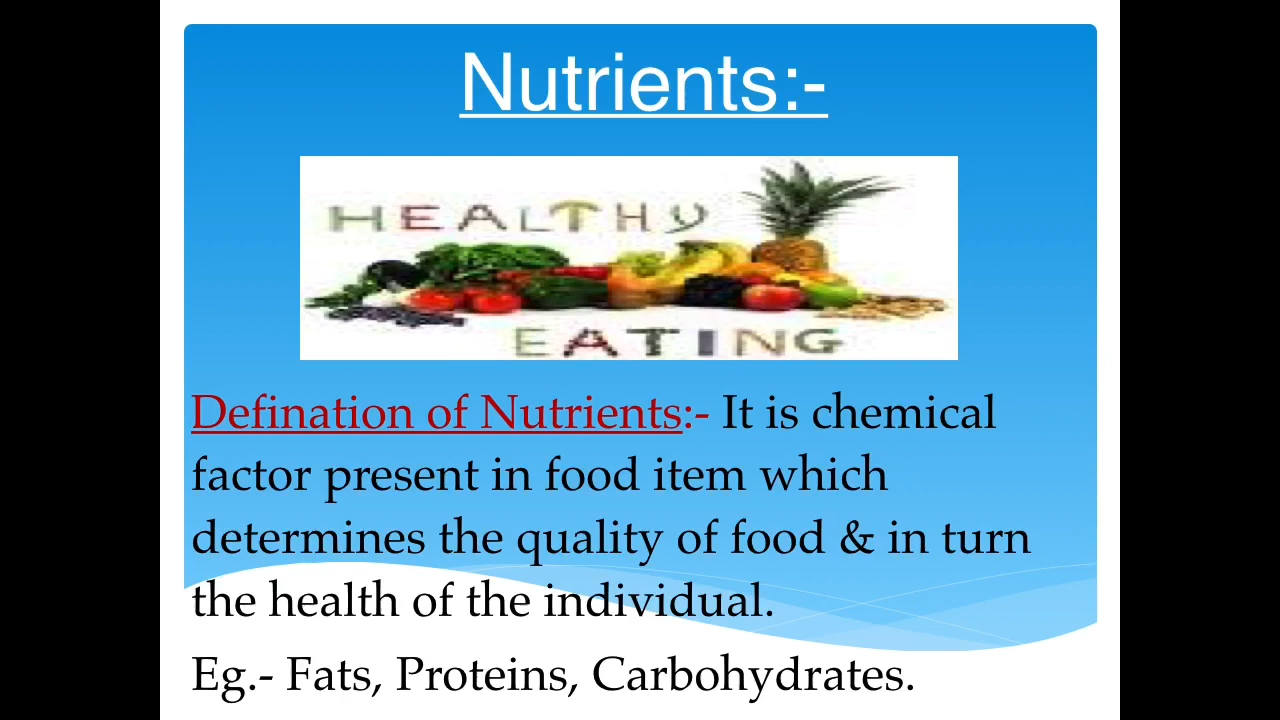 Nutrients:-
HEALTHY
EATING
Defination of Nutrients:- It is chemical
factor present in food item which
determines the quality of food & in turn
the health of the individual.
Eg.- Fats, Proteins, Carbohydrates.